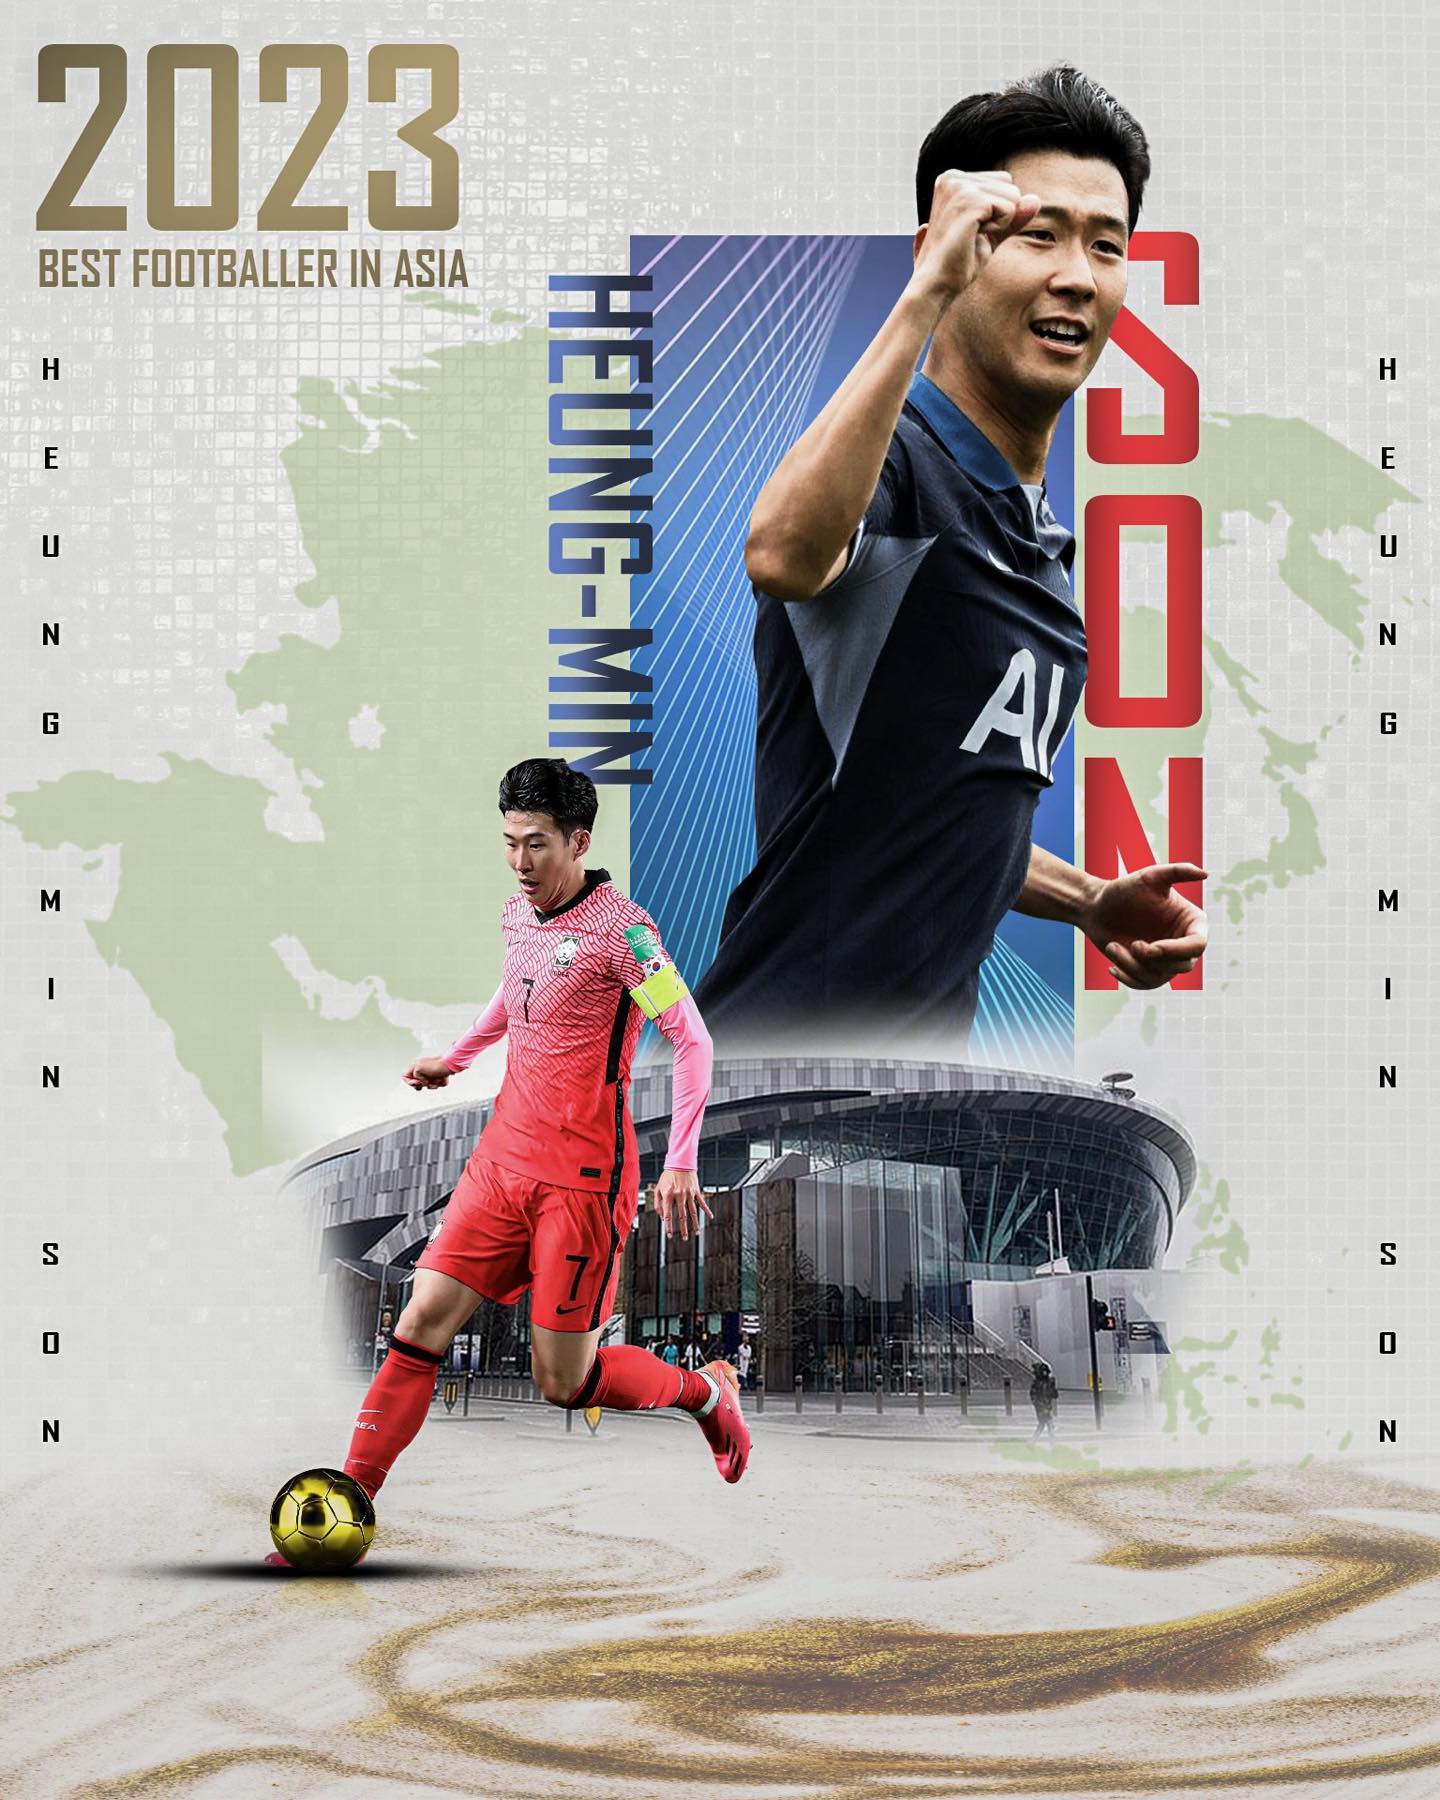 2023
BEST FOOTBALLER IN ASIA
HEUNG-MIN
SON
HEUNG MIN SON
HEUNG MIN SON
AI
7
7